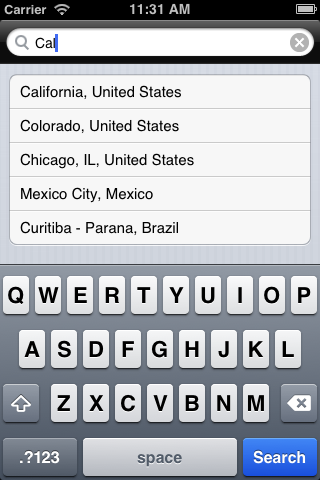 Carrier 11:31 AM
Cal
California, United States
Colorado, United States
Chicago, IL, United States
Mexico City, Mexico
Curitiba - Parana, Brazil
Q W E R T Y U I O P
A S D F G H J K L
Z X C V B N M
.?123 space Search